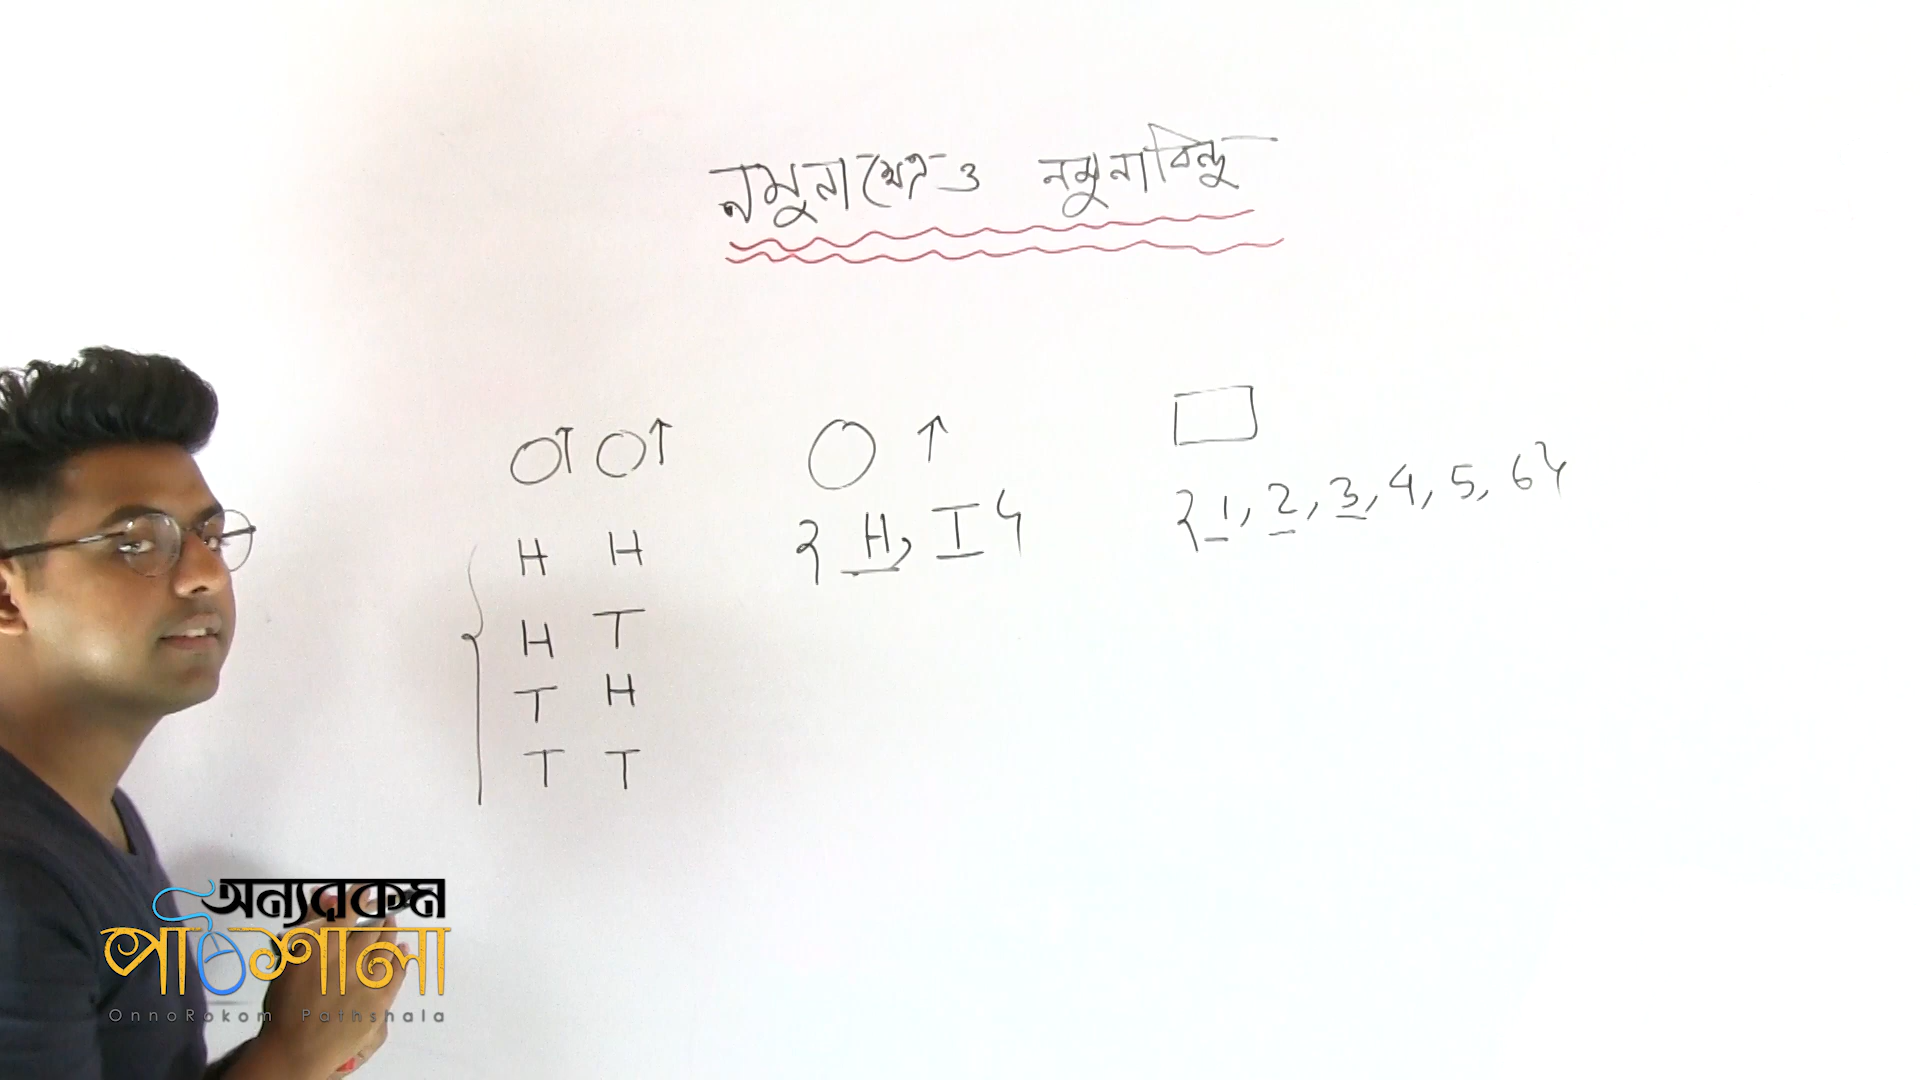 নমুনাক্ষেত্র ও নমুনাবিন্দু
{ H, T }
{ 1, 2, 3, 4, 5, 6 }
H H
H T
T H
T T
অন্যরকম
পাঠশালা
OnnoRokom Pathshala